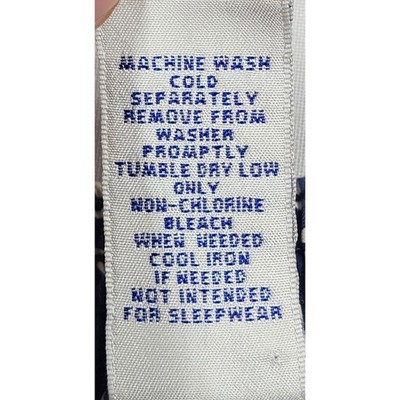 MACHINE WASH
COLD
SEPARATELY
REMOVE FROM
WASHER
PROMPTLY
TUMBLE DRY LOW
ONLY
NON-CHLORINE
BLEACH
WHEN NEEDED
COOL IRON
IF NEEDED
NOT INTENDED
FOR SLEEPWEAR